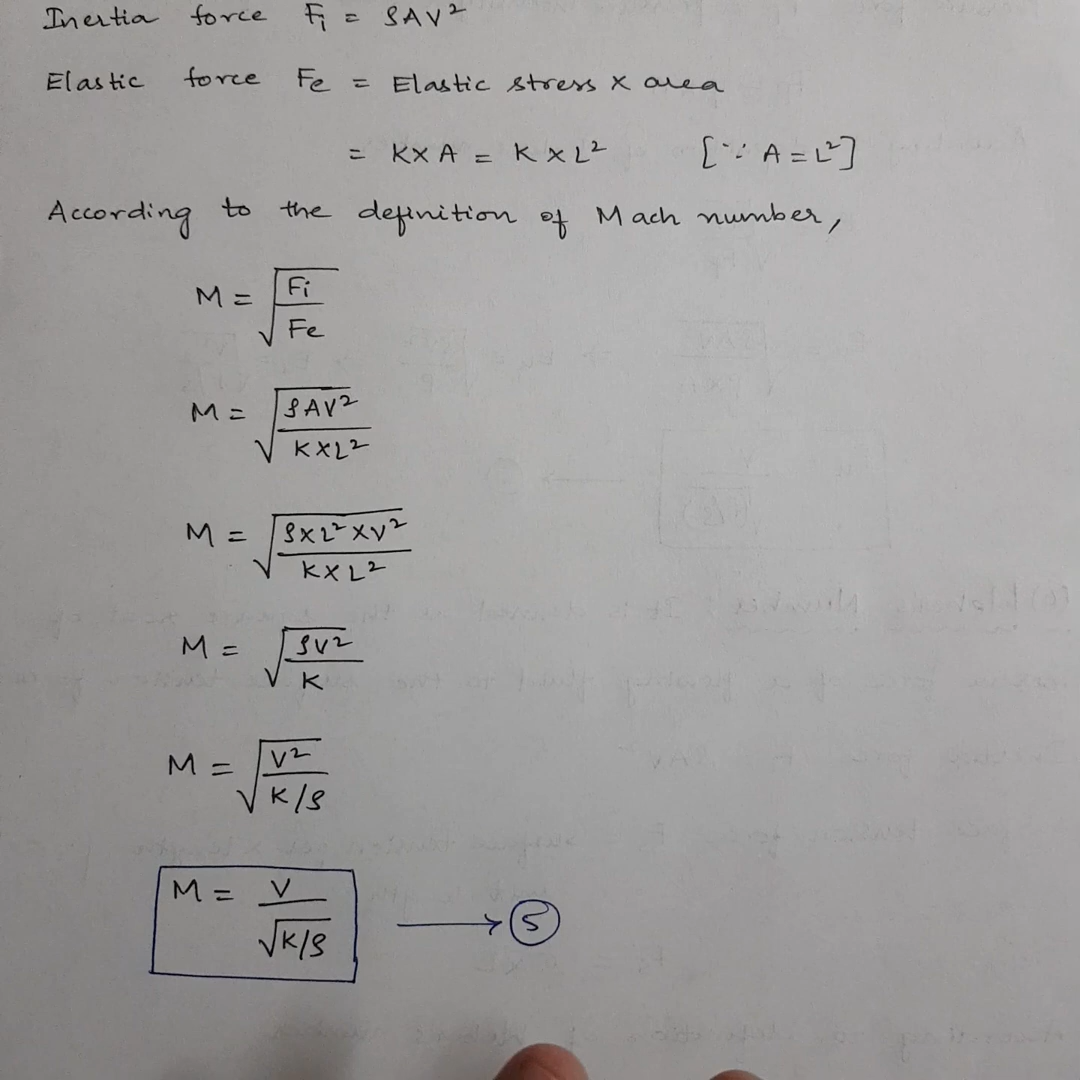 Inertia force Fi = ρAV²
Elastic force Fe = Elastic stress x area
= K x A = K x L² [∵ A = L²]
According to the definition of Mach number,
M = √(Fi/Fe)
M = √(ρAV²/K x L²)
M = √(ρ x L² x V²/K x L²)
M = √(ρV²/K)
M = √(V²/K/ρ)
M = V/√K/ρ → ⑤